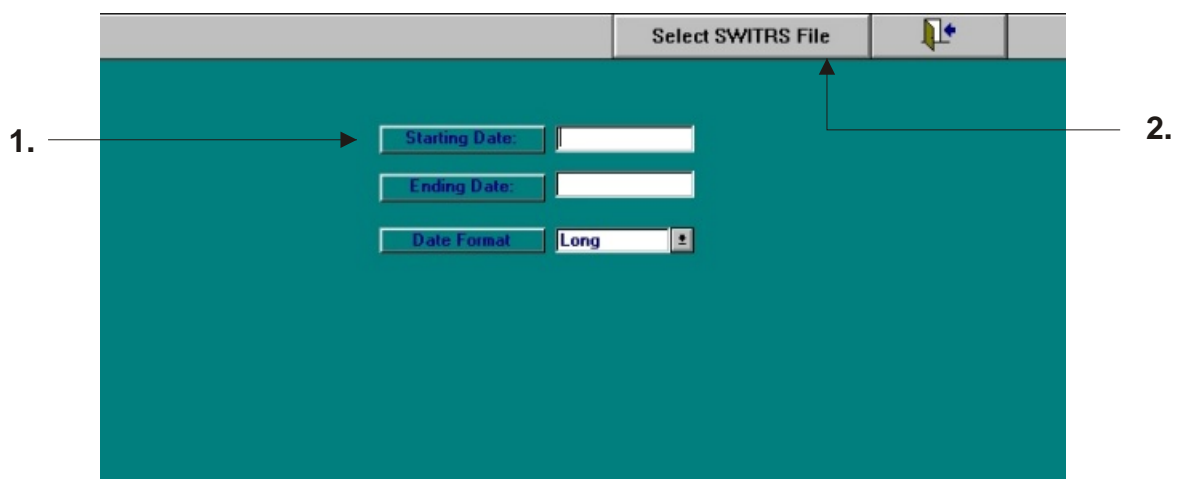 Select SWITRS File
1.
Starting Date:
2.
Ending Date:
Date Format
Long